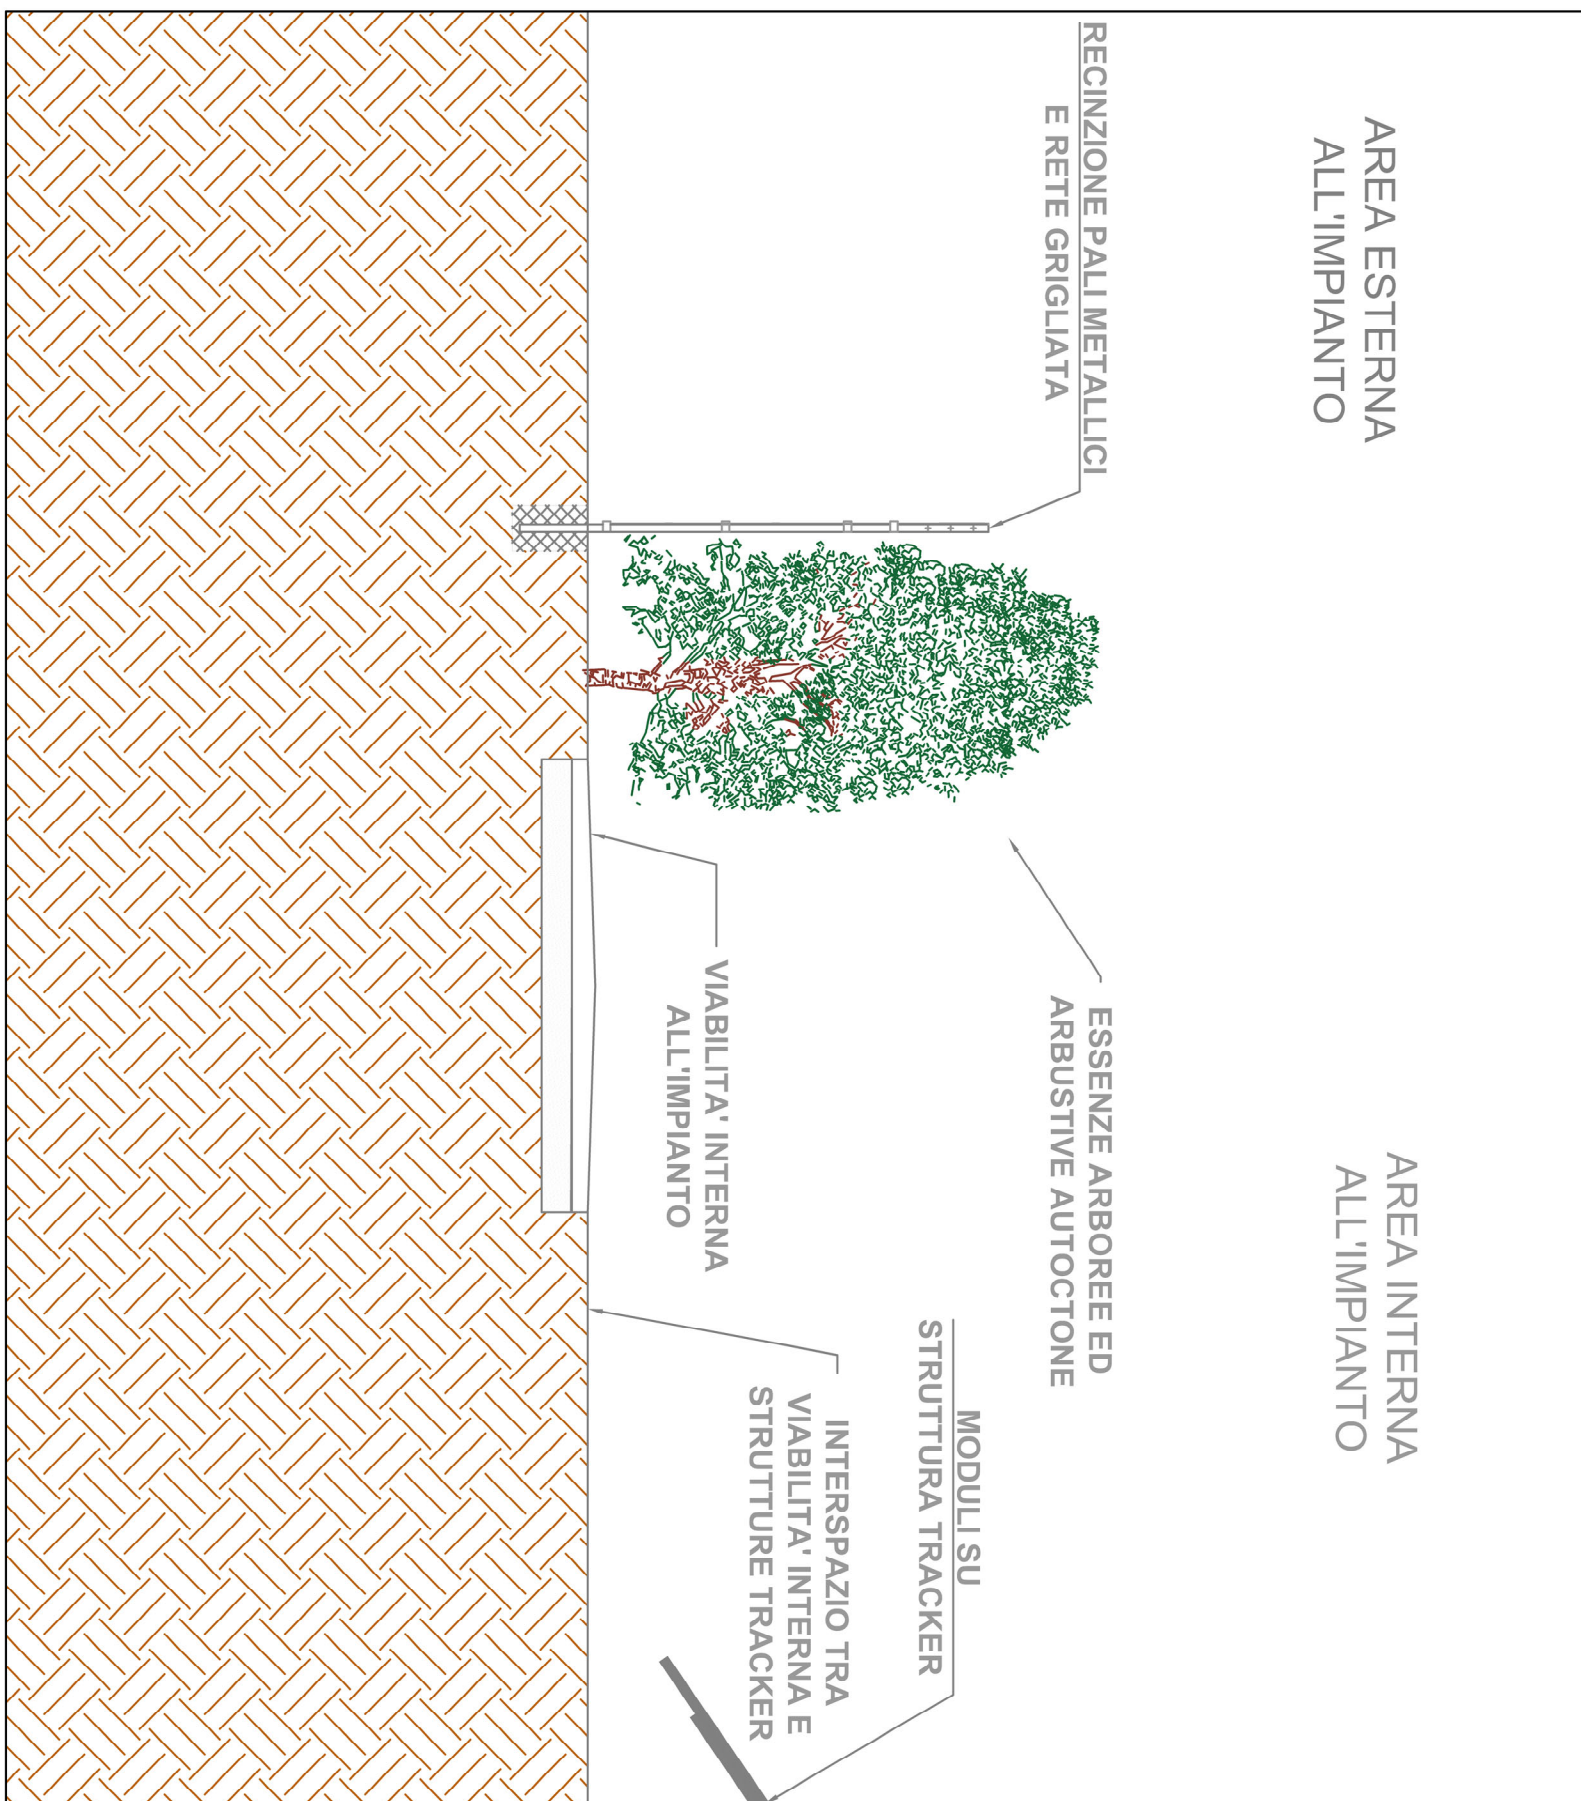 AREA ESTERNA
ALL'IMPIANTO
AREA INTERNA
ALL'IMPIANTO
RECINZIONE PALI METALLICI
E RETE GRIGLIATA
ESSENZE ARBOREE ED
ARBUSTIVE AUTOCTONE
MODULI SU
STRUTTURA TRACKER
VIABILITA' INTERNA
ALL'IMPIANTO
INTERSPAZIO TRA
VIABILITA' INTERNA E
STRUTTURE TRACKER